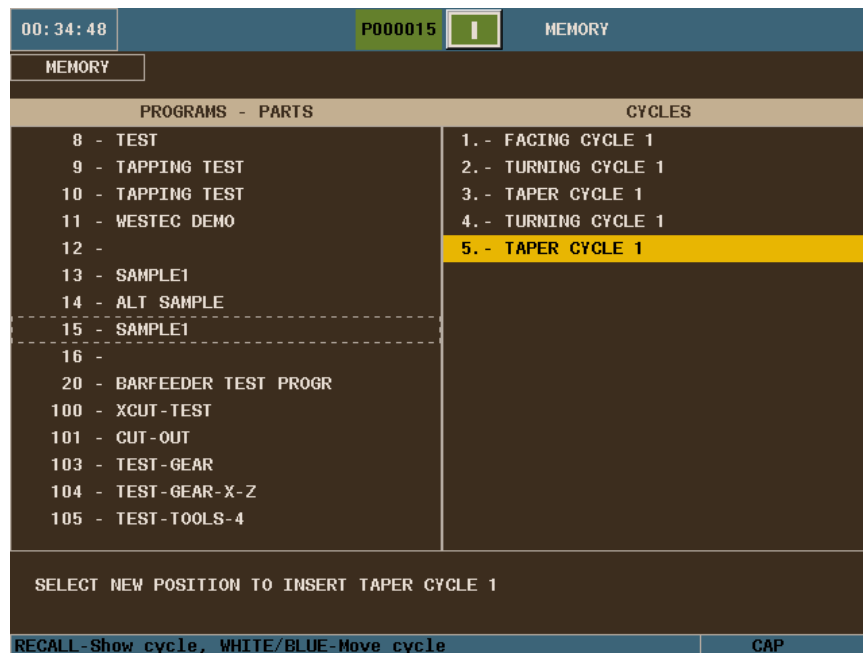 00:34:48 P000015 I MEMORY
MEMORY
PROGRAMS - PARTS
8 - TEST
9 - TAPPING TEST
10 - TAPPING TEST
11 - WESTEC DEMO
12 -
13 - SAMPLE1
14 - ALT SAMPLE
15 - SAMPLE1
16 -
20 - BARFEEDER TEST PROGR
100 - XCUT-TEST
101 - CUT-OUT
103 - TEST-GEAR
104 - TEST-GEAR-X-Z
105 - TEST-TOOLS-4
CYCLES
1.- FACING CYCLE 1
2.- TURNING CYCLE 1
3.- TAPER CYCLE 1
4.- TURNING CYCLE 1
5.- TAPER CYCLE 1
SELECT NEW POSITION TO INSERT TAPER CYCLE 1
RECALL-Show cycle, WHITE/BLUE-Move cycle CAP